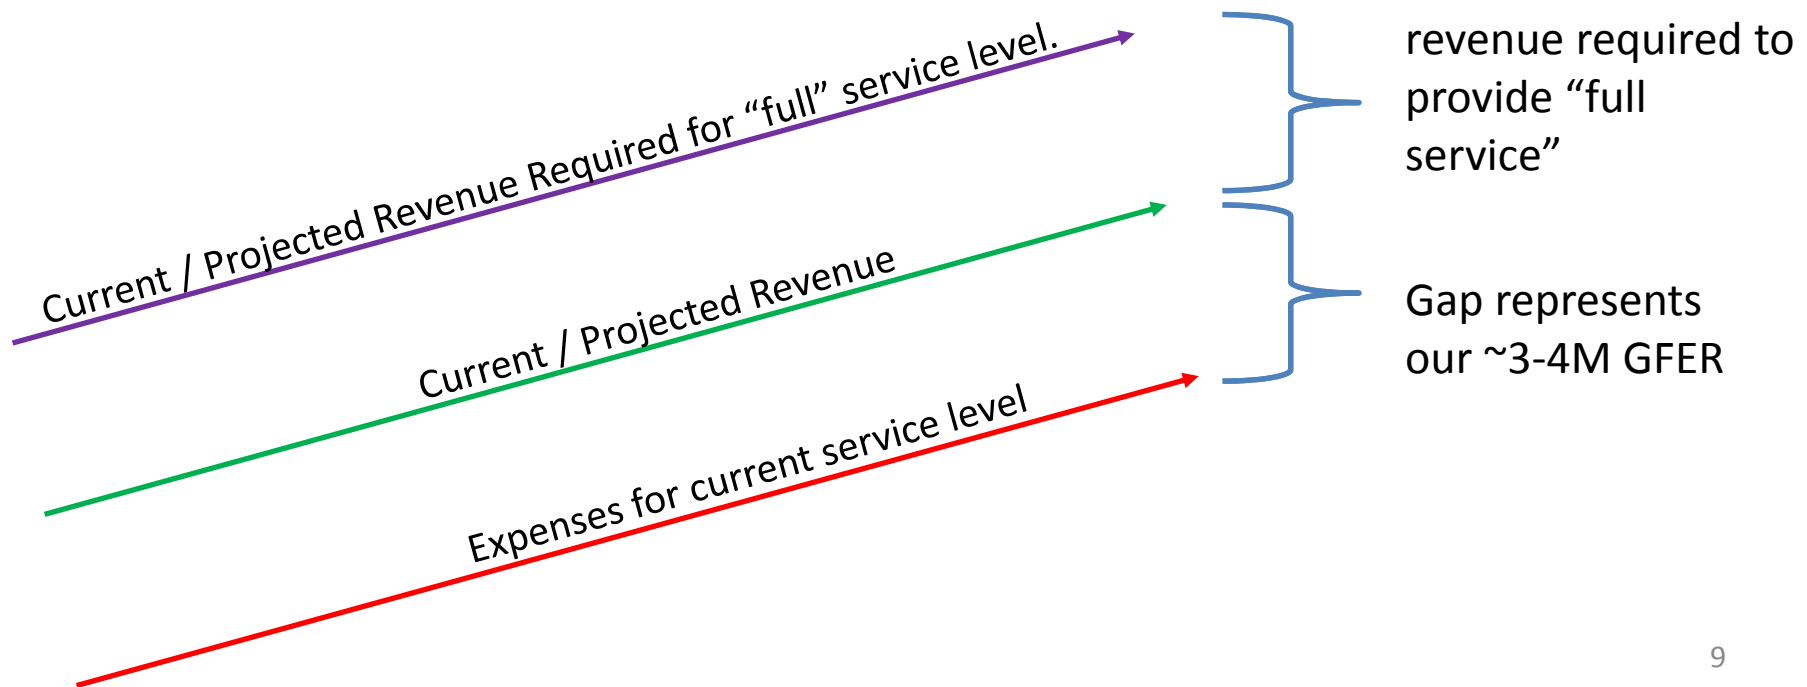 Current / Projected Revenue Required for “full” service level.
revenue required to
provide “full
service”
Current / Projected Revenue
Gap represents
our ~3-4M GFER
Expenses for current service level
9